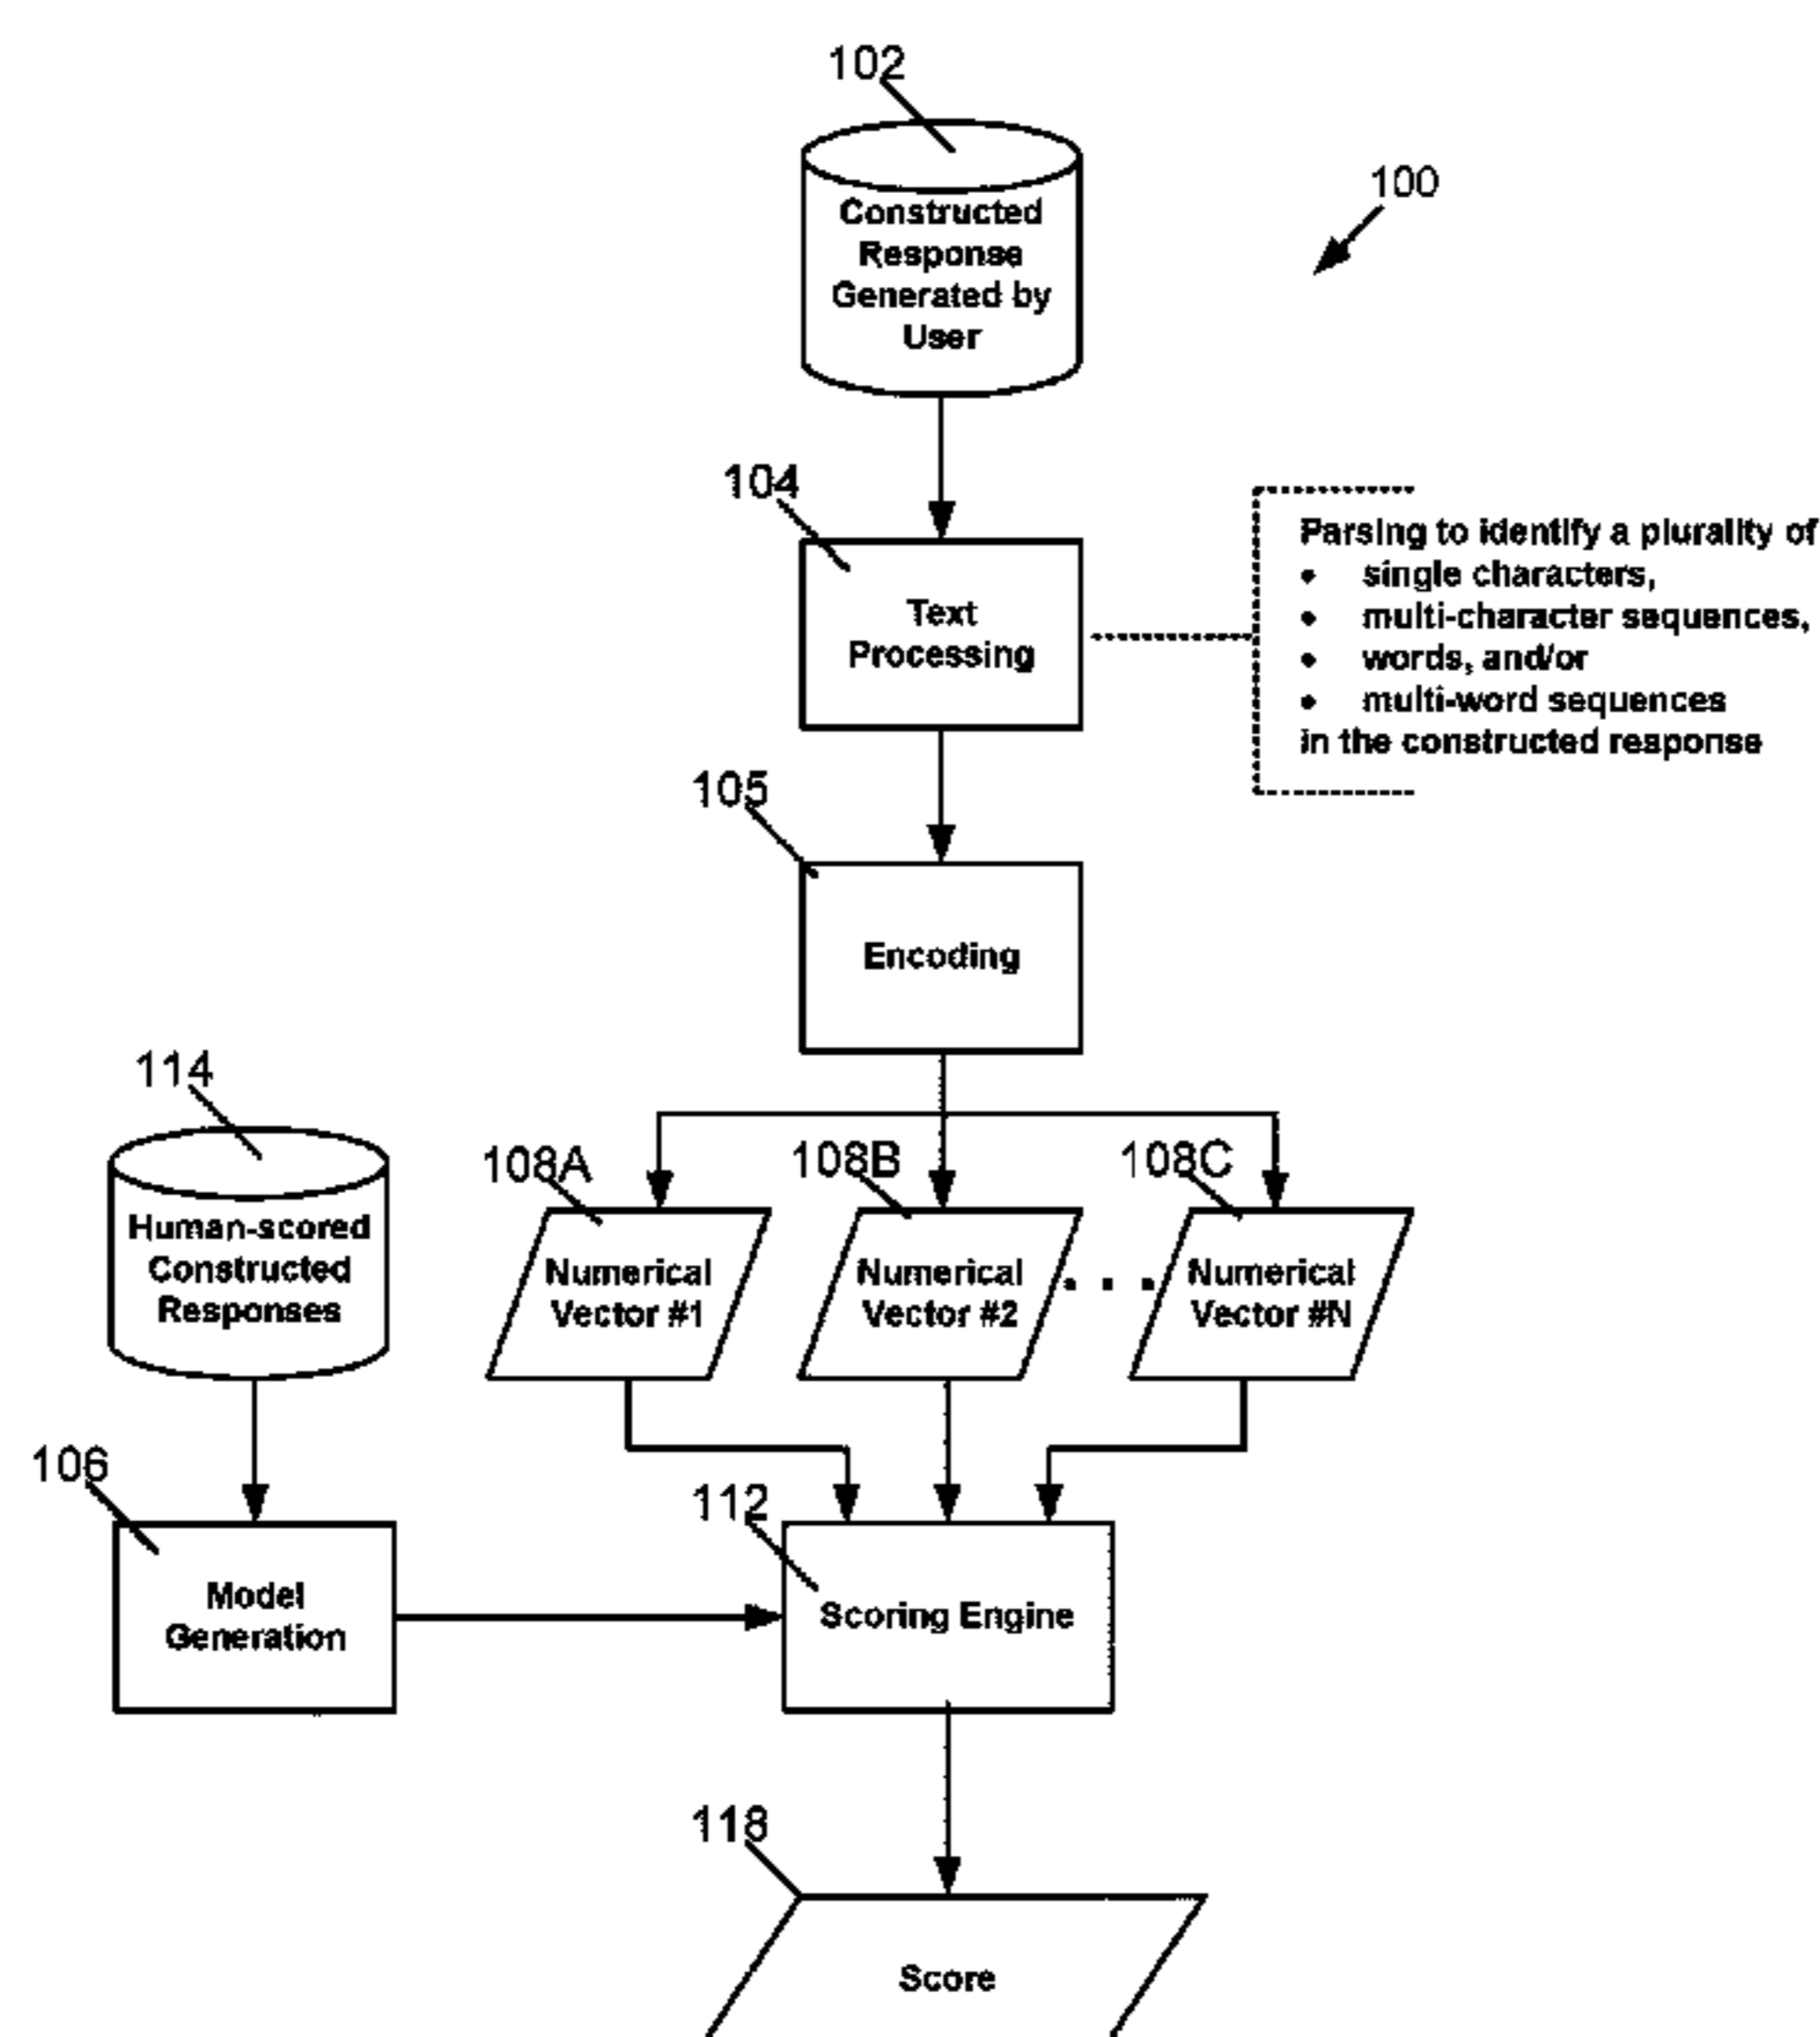 102
100
Constructed
Response
Generated by
User
104
Text
Processing
Parsing to identify a plurality of
• single characters,
• multi-character sequences,
• words, and/or
• multi-word sequences
in the constructed response
105
Encoding
114
Human-scored
Constructed
Responses
108A
Numerical
Vector #1
108B
Numerical
Vector #2
. . .
108C
Numerical
Vector #N
106
Model
Generation
112
Scoring Engine
118
Score